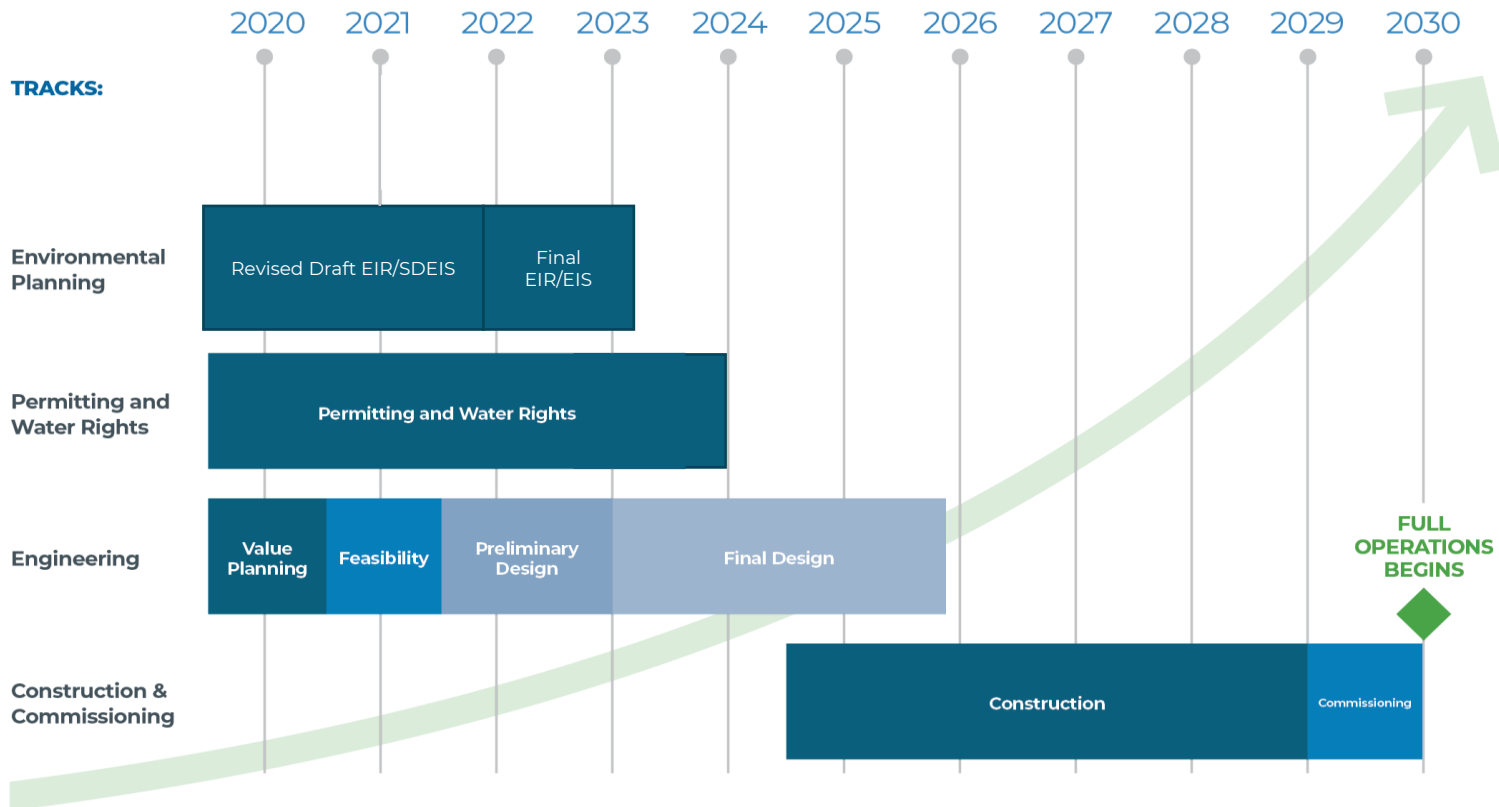 2020 2021 2022 2023 2024 2025 2026 2027 2028 2029 2030
TRACKS:
Environmental
Planning
Revised Draft EIR/SDEIS
Final
EIR/EIS
Permitting and
Water Rights
Permitting and Water Rights
Engineering
Value
Planning
Feasibility
Preliminary
Design
Final Design
FULL
OPERATIONS
BEGINS
Construction &
Commissioning
Construction
Commissioning